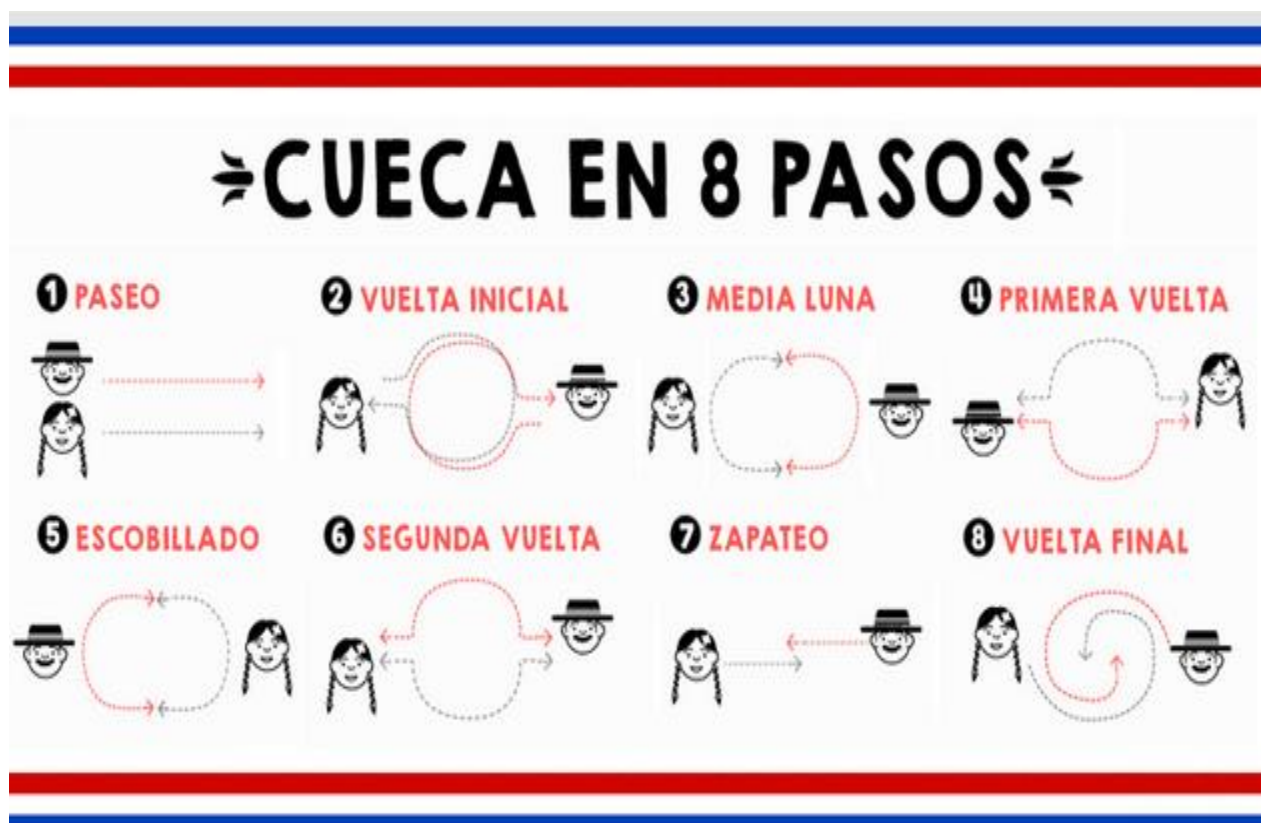 CUECA EN 8 PASOS
1 PASEO
2 VUELTA INICIAL
3 MEDIA LUNA
4 PRIMERA VUELTA
5 ESCOBILLADO
6 SEGUNDA VUELTA
7 ZAPATEO
8 VUELTA FINAL